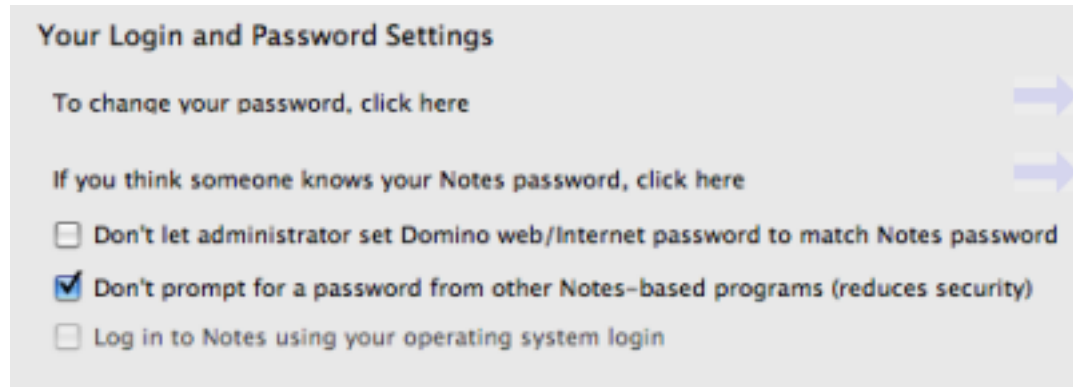 Your Login and Password Settings
To change your password, click here
If you think someone knows your Notes password, click here
Don't let administrator set Domino web/Internet password to match Notes password
Don't prompt for a password from other Notes-based programs (reduces security)
Log in to Notes using your operating system login